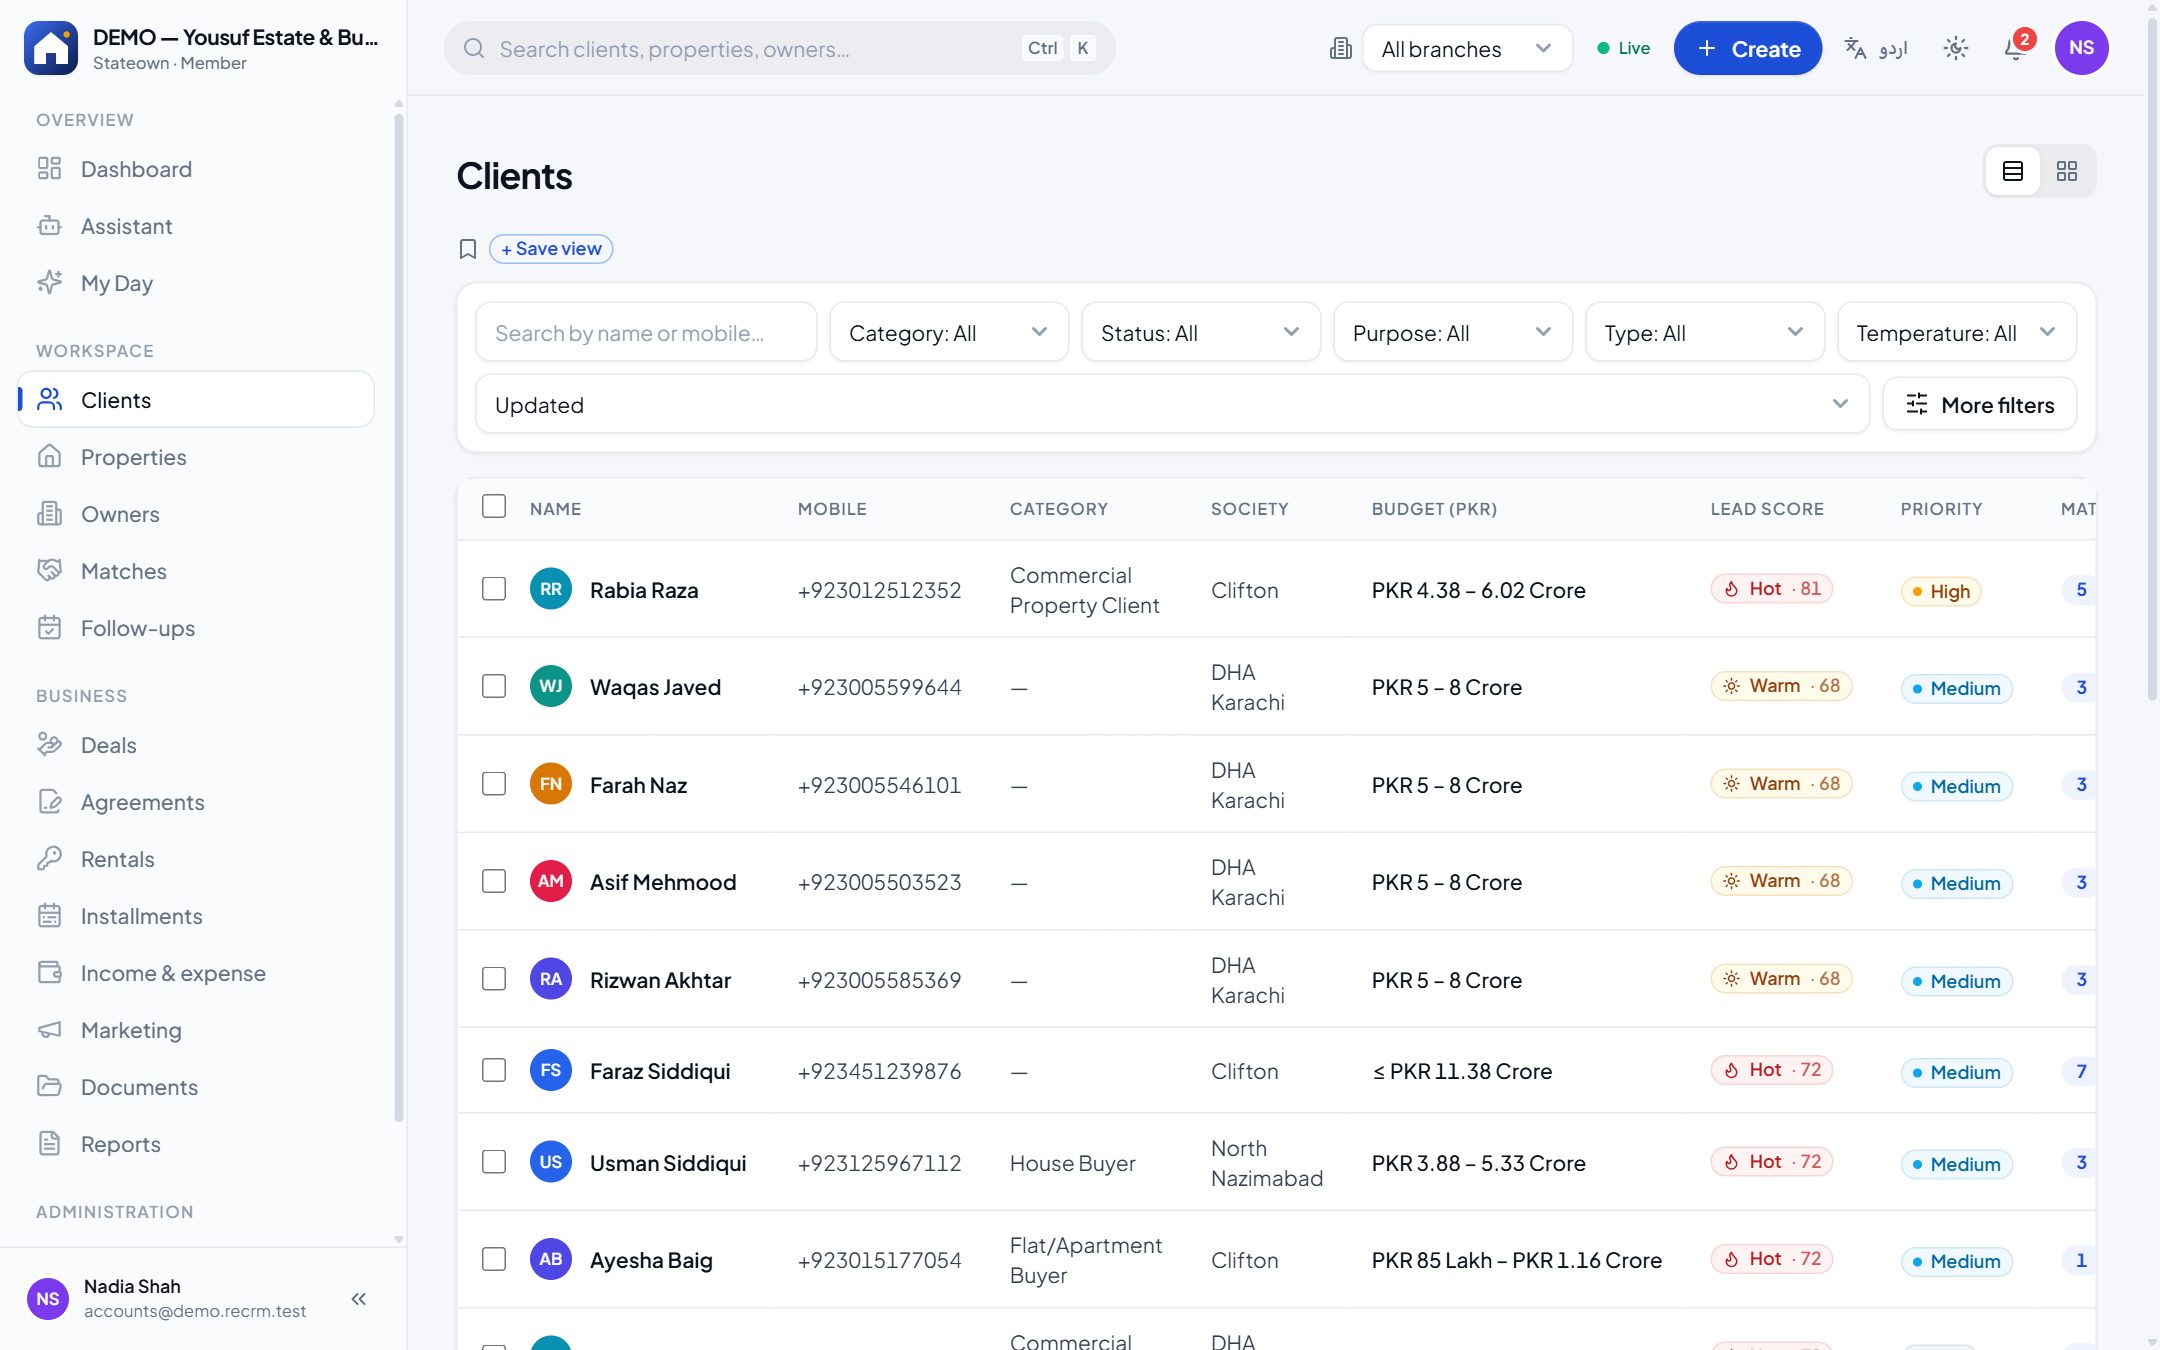 DEMO — Yousuf Estate & Bu...
Stateown · Member
Search clients, properties, owners...
Ctrl K
All branches
Live
+ Create
اردو
2
NS
OVERVIEW
Dashboard
Assistant
My Day
WORKSPACE
Clients
Properties
Owners
Matches
Follow-ups
BUSINESS
Deals
Agreements
Rentals
Installments
Income & expense
Marketing
Documents
Reports
ADMINISTRATION
NS
Nadia Shah
accounts@demo.recrm.test
Clients
+ Save view
Search by name or mobile...
Category: All
Status: All
Purpose: All
Type: All
Temperature: All
Updated
More filters
NAME MOBILE CATEGORY SOCIETY BUDGET (PKR) LEAD SCORE PRIORITY MAT
RR Rabia Raza +923012512352 Commercial Property Client Clifton PKR 4.38 – 6.02 Crore Hot · 81 High 5
WJ Waqas Javed +923005599644 — DHA Karachi PKR 5 – 8 Crore Warm · 68 Medium 3
FN Farah Naz +923005546101 — DHA Karachi PKR 5 – 8 Crore Warm · 68 Medium 3
AM Asif Mehmood +923005503523 — DHA Karachi PKR 5 – 8 Crore Warm · 68 Medium 3
RA Rizwan Akhtar +923005585369 — DHA Karachi PKR 5 – 8 Crore Warm · 68 Medium 3
FS Faraz Siddiqui +923451239876 — Clifton ≤ PKR 11.38 Crore Hot · 72 Medium 7
US Usman Siddiqui +923125967112 House Buyer North Nazimabad PKR 3.88 – 5.33 Crore Hot · 72 Medium 3
AB Ayesha Baig +923015177054 Flat/Apartment Buyer Clifton PKR 85 Lakh – PKR 1.16 Crore Hot · 72 Medium 1
Commercial DHA